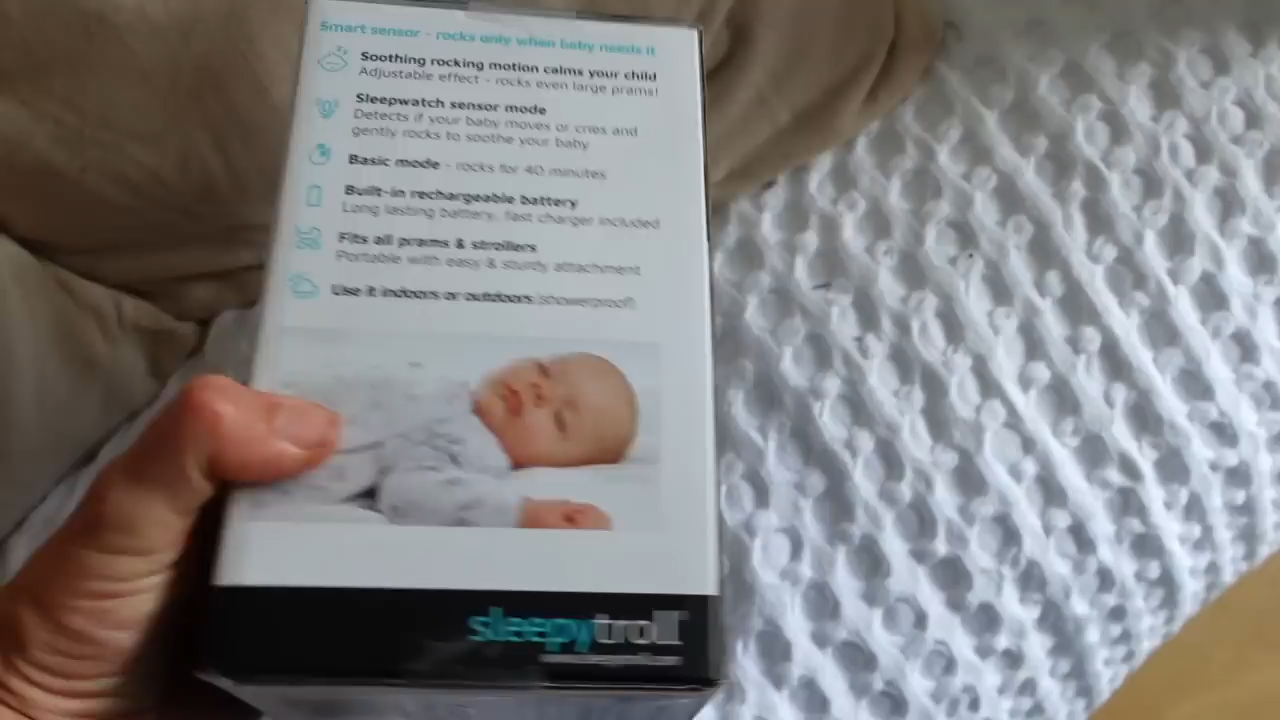 Smart sensor - rocks only when baby needs it
Soothing rocking motion calms your child
Adjustable effect - rocks even large prams!
Sleepwatch sensor mode
Detects if your baby moves or cries and
gently rocks to soothe your baby
Basic mode - rocks for 40 minutes
Built-in rechargeable battery
Long lasting battery, fast charger included
Fits all prams & strollers
Portable with easy & sturdy attachment
Use it indoors or outdoors (showerproof)
sleepytroll